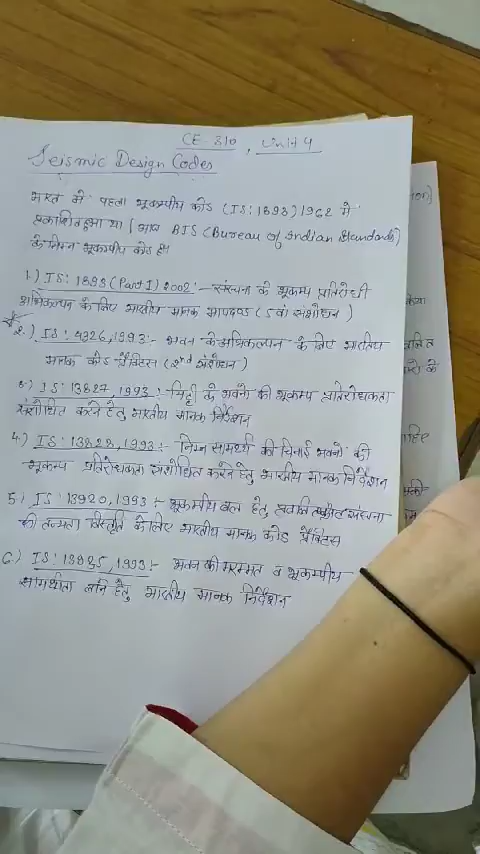 CE-310, Unit 4
Seismic Design Codes
भारत में पहला भूकम्पीय कोड (IS:1893) 1962 में
प्रकाशित हुआ था। आज BIS (Bureau of Indian Standards)
के निम्न भूकम्पीय कोड है।
1.) IS: 1893 (Part I) 2002 :- संरचना के भूकम्प प्रतिरोधी
अभिकल्पन के लिए भारतीय मानक मापदण्ड (5वां संशोधन)
2.) IS: 4326, 1993:- भवन के अभिकल्पन के लिए भारतीय
मानक कोड प्रैक्टिस (2nd संशोधन)
3.) IS: 13827, 1993:- मिट्टी के भवनों की भूकम्प प्रतिरोधकता
संशोधित करने हेतु भारतीय मानक निर्देशन
4.) IS: 13828, 1993:- निम्न सामर्थ्य की चिनाई भवनों की
भूकम्प प्रतिरोधकता संशोधित करने हेतु भारतीय मानक निर्देशन
5.) IS: 13920, 1993:- भूकम्पीय बल हेतु संरचना
की तन्यता के लिए भारतीय मानक कोड प्रैक्टिस
6.) IS: 13935, 1993:- भवन की मरम्मत व भूकम्पीय
हेतु भारतीय मानक निर्देशन